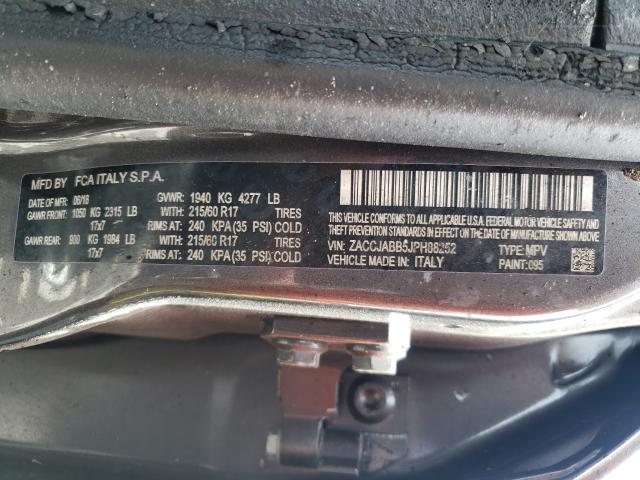 MFD BY FCA ITALY S.P.A.
DATE OF MFR 06/18 GVWR: 1940 KG 4277 LB
GAWR FRONT: 1050 KG 2315 LB WITH: 215/60 R17 TIRES
17x7 RIMS AT: 240 KPA (35 PSI) COLD
GAWR REAR: 900 KG 1984 LB WITH: 215/60 R17 TIRES
17x7 RIMS AT: 240 KPA (35 PSI) COLD
THIS VEHICLE CONFORMS TO ALL APPLICABLE U.S.A.
FEDERAL MOTOR VEHICLE SAFETY, BUMPER, AND
THEFT PREVENTION STANDARDS IN EFFECT ON THE DATE
OF MANUFACTURE SHOWN ABOVE.
VIN: ZACCJABB5JPH88252 TYPE: MPV
VEHICLE MADE IN: ITALY PAINT: 095